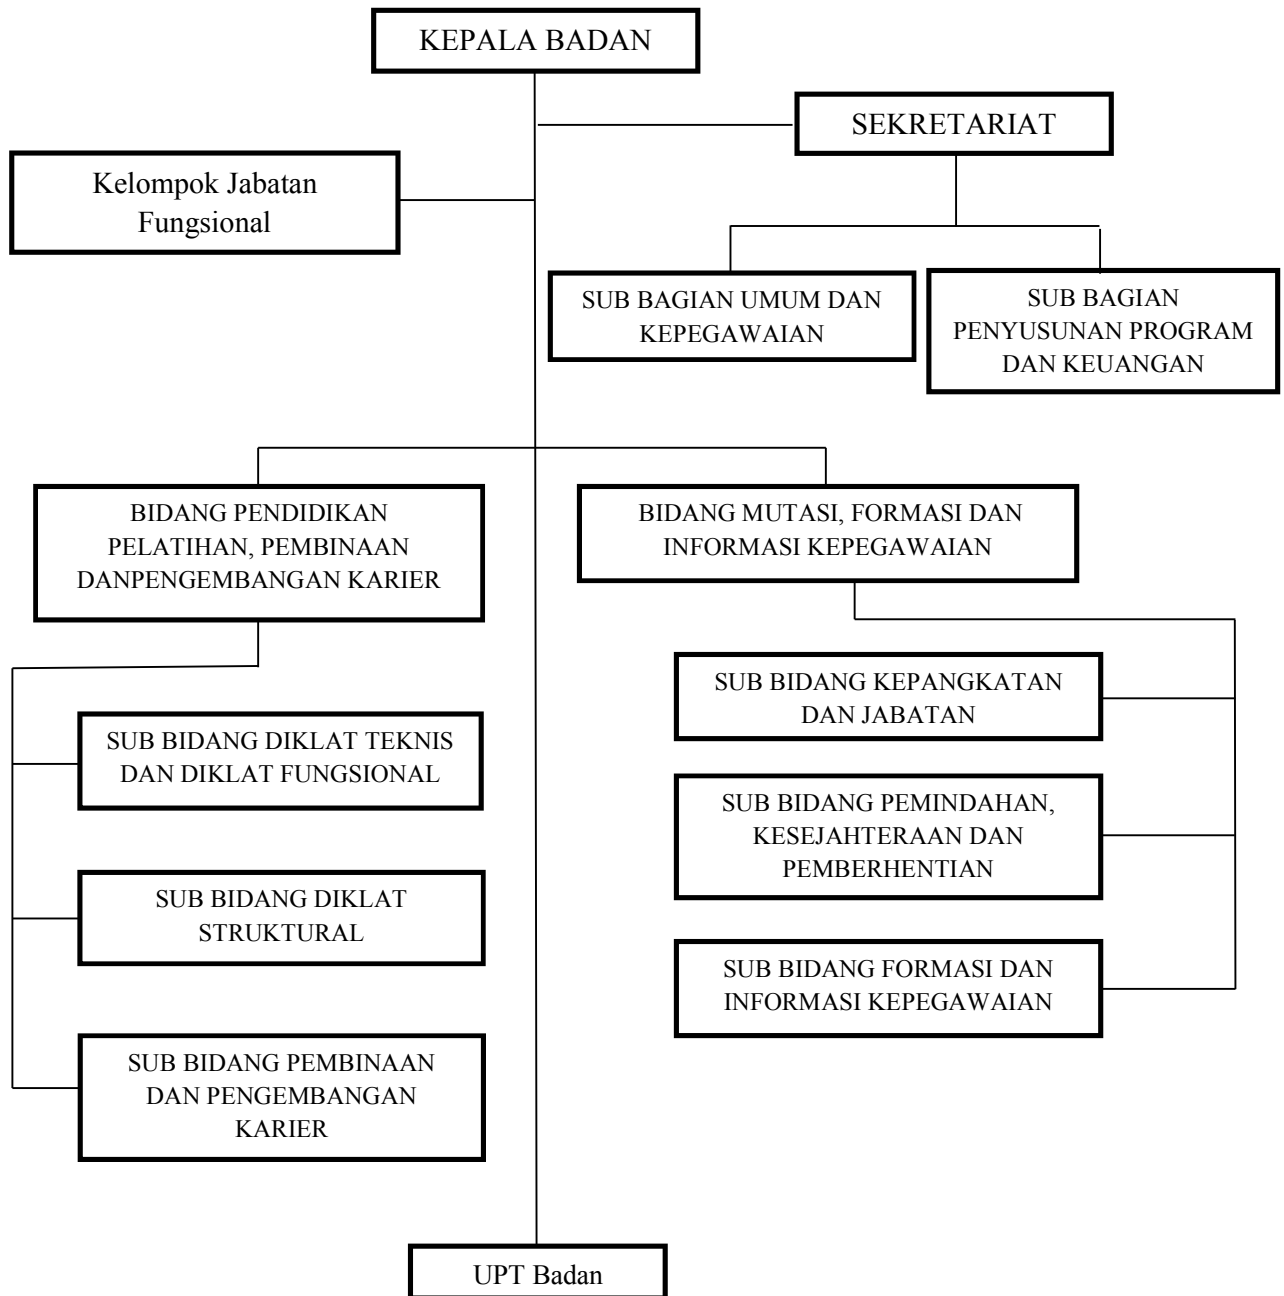 KEPALA BADAN
SEKRETARIAT
Kelompok Jabatan
Fungsional
SUB BAGIAN UMUM DAN
KEPEGAWAIAN
SUB BAGIAN
PENYUSUNAN PROGRAM
DAN KEUANGAN
BIDANG PENDIDIKAN
PELATIHAN, PEMBINAAN
DANPENGEMBANGAN KARIER
BIDANG MUTASI, FORMASI DAN
INFORMASI KEPEGAWAIAN
SUB BIDANG DIKLAT TEKNIS
DAN DIKLAT FUNGSIONAL
SUB BIDANG DIKLAT
STRUKTURAL
SUB BIDANG PEMBINAAN
DAN PENGEMBANGAN
KARIER
SUB BIDANG KEPANGKATAN
DAN JABATAN
SUB BIDANG PEMINDAHAN,
KESEJAHTERAAN DAN
PEMBERHENTIAN
SUB BIDANG FORMASI DAN
INFORMASI KEPEGAWAIAN
UPT Badan